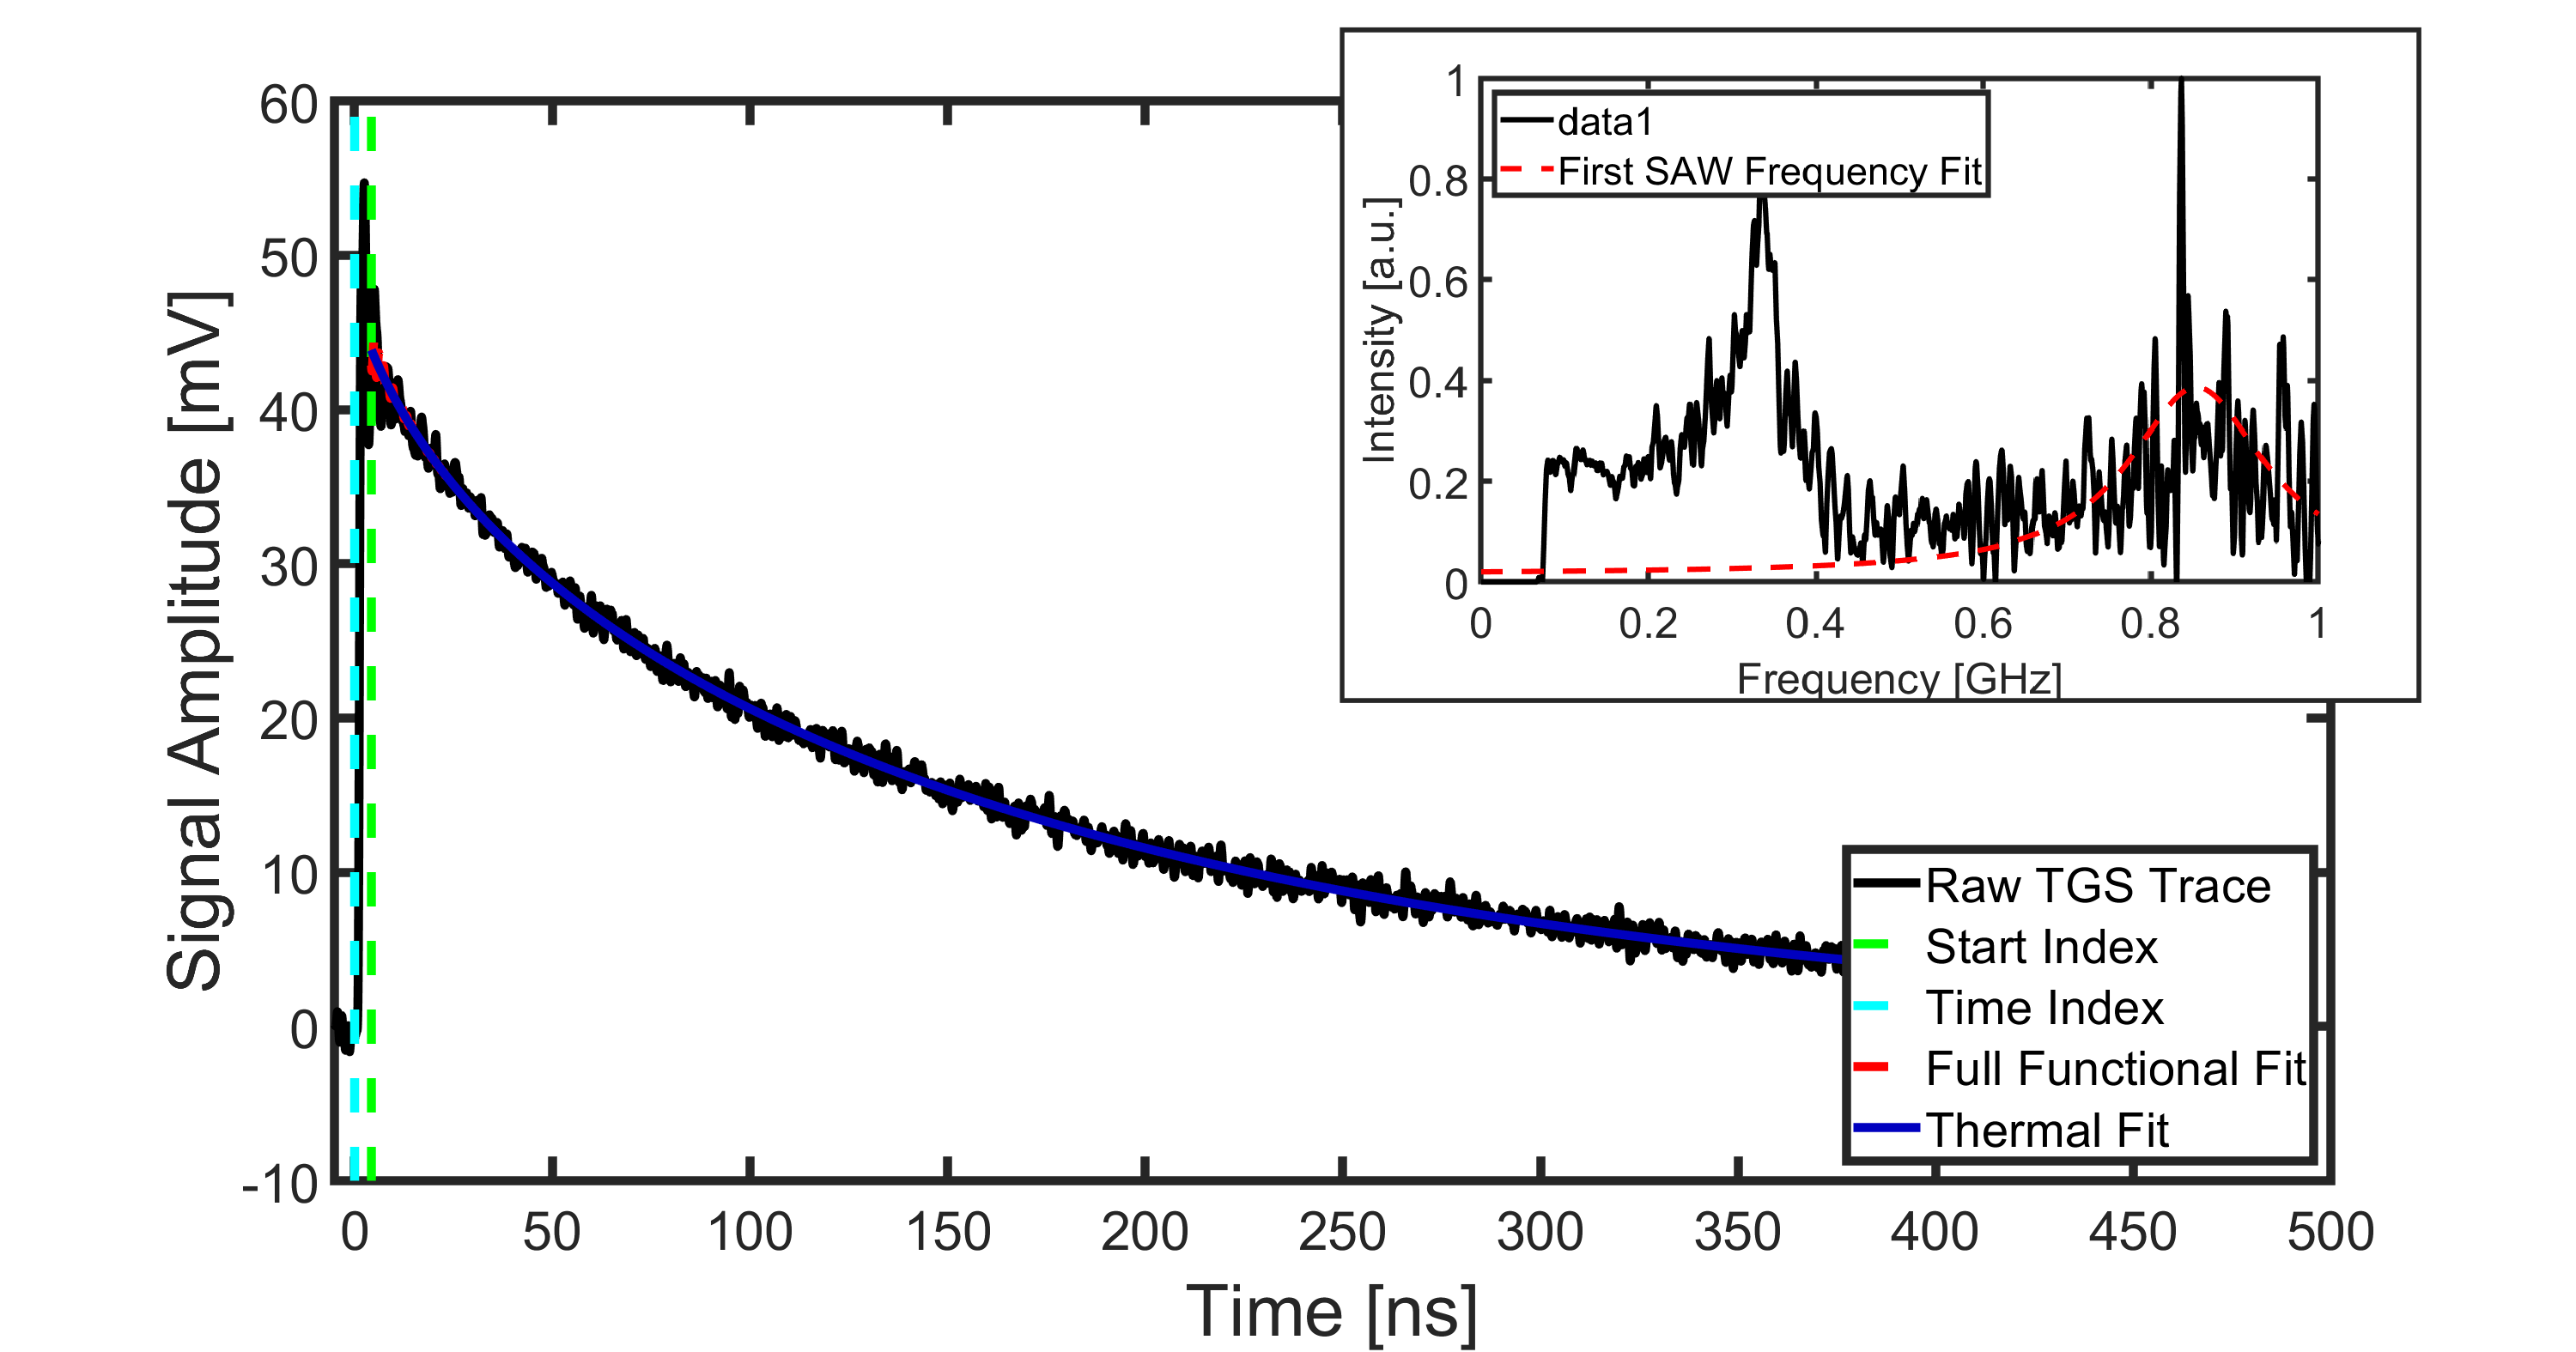 60
50
40
30
20
10
0
-10
Signal Amplitude [mV]
0 50 100 150 200 250 300 350 400 450 500
Time [ns]
1
0.8
0.6
0.4
0.2
0
Intensity [a.u.]
data1
First SAW Frequency Fit
0 0.2 0.4 0.6 0.8 1
Frequency [GHz]
Raw TGS Trace
Start Index
Time Index
Full Functional Fit
Thermal Fit